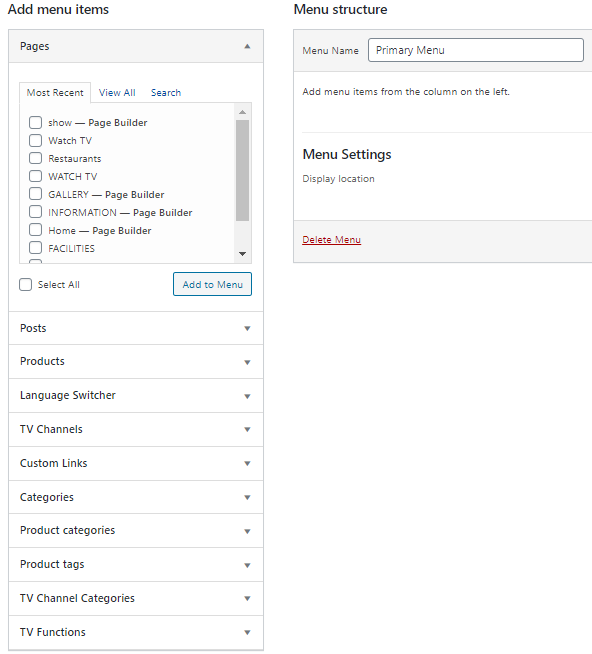 Add menu items
Pages
Most Recent View All Search
show — Page Builder
Watch TV
Restaurants
WATCH TV
GALLERY — Page Builder
INFORMATION — Page Builder
Home — Page Builder
FACILITIES
Select All
Add to Menu
Posts
Products
Language Switcher
TV Channels
Custom Links
Categories
Product categories
Product tags
TV Channel Categories
TV Functions
Menu structure
Menu Name Primary Menu
Add menu items from the column on the left.
Menu Settings
Display location
Delete Menu